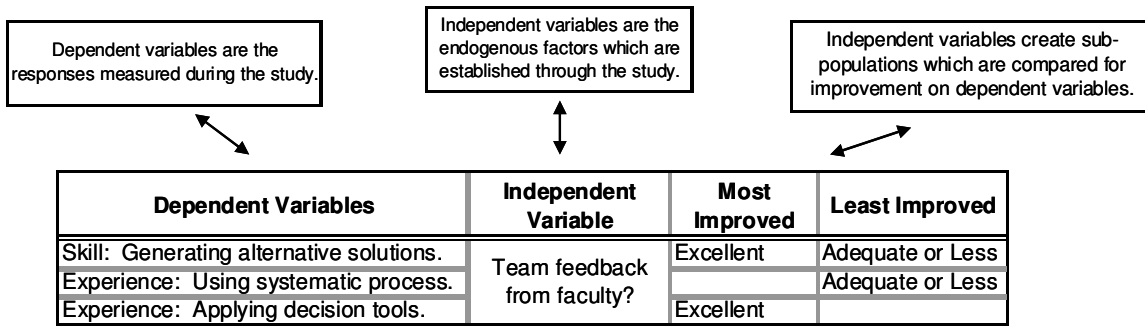 Dependent variables are the
responses measured during the study.
Independent variables are the
endogenous factors which are
established through the study.
Independent variables create sub-
populations which are compared for
improvement on dependent variables.
Dependent Variables
Independent
Variable
Most
Improved
Least Improved
Skill: Generating alternative solutions.
Team feedback
from faculty?
Excellent
Adequate or Less
Experience: Using systematic process.
Adequate or Less
Experience: Applying decision tools.
Excellent